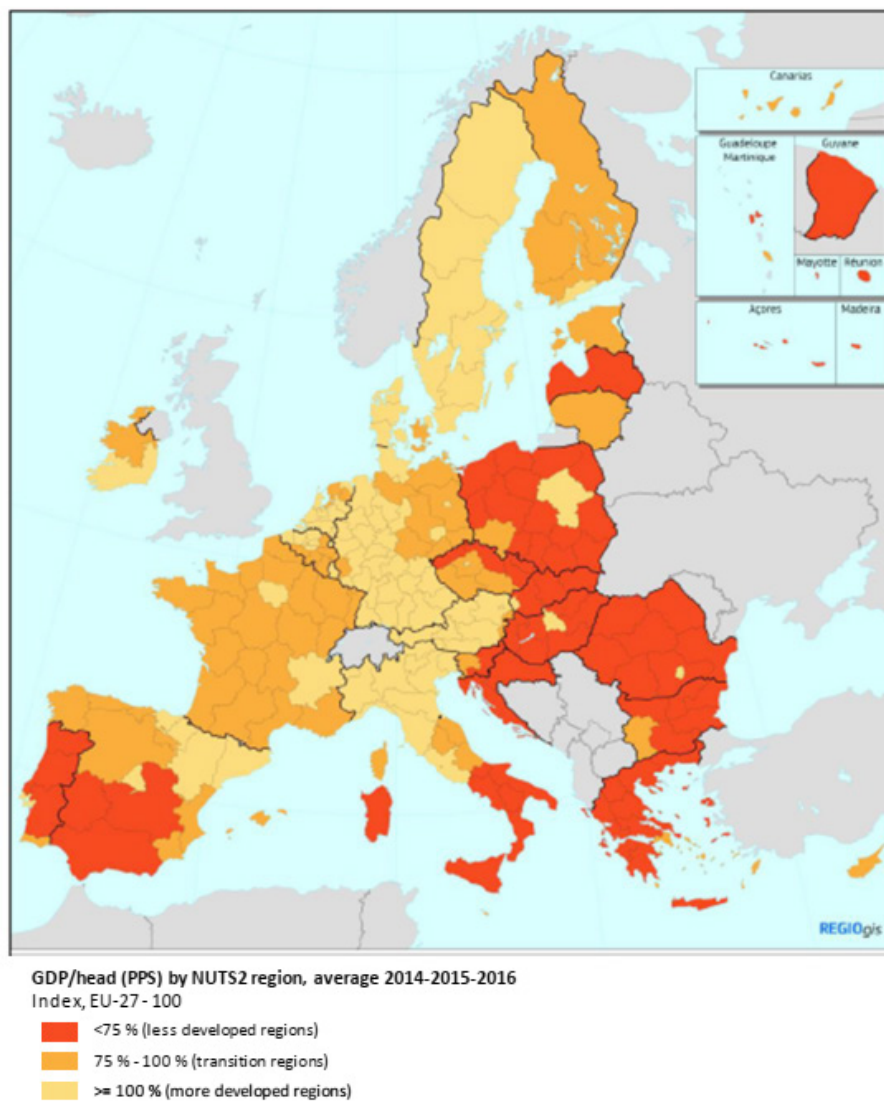 Canarias
Guadeloupe
Martinique
Guyane
Mayotte
Réunion
Açores
Madeira
REGIOgis
GDP/head (PPS) by NUTS2 region, average 2014-2015-2016
Index, EU-27 - 100
<75 % (less developed regions)
75 % - 100 % (transition regions)
>= 100 % (more developed regions)